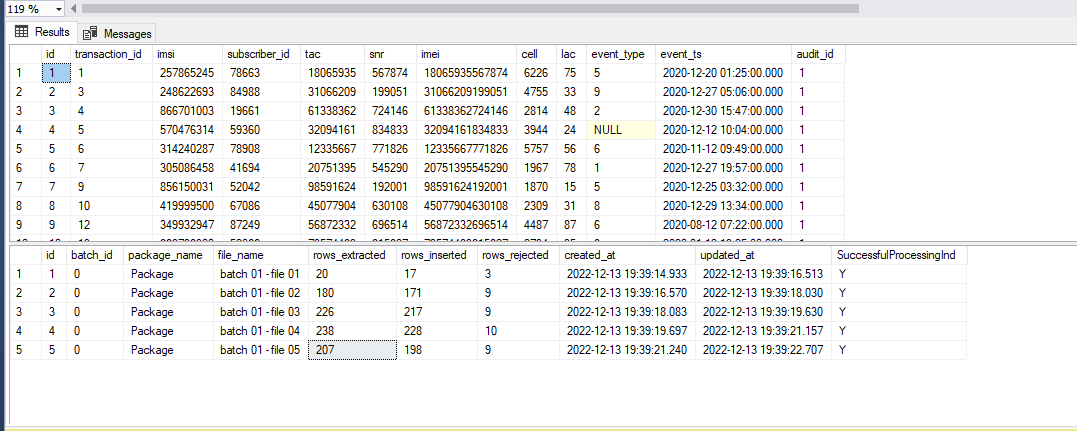 119 %
Results Messages
id transaction_id imsi subscriber_id tac snr imei cell lac event_type event_ts audit_id
1 1 1 257865245 78663 18065935 567874 18065935567874 6226 75 5 2020-12-20 01:25:00.000 1
2 2 3 248622693 84988 31066209 199051 31066209199051 4755 33 9 2020-12-27 05:06:00.000 1
3 3 4 866701003 19661 61338362 724146 61338362724146 2814 48 2 2020-12-30 15:47:00.000 1
4 4 5 570476314 59360 32094161 834833 32094161834833 3944 24 NULL 2020-12-12 10:04:00.000 1
5 5 6 314240287 78908 12335667 771826 12335667771826 5757 56 6 2020-11-12 09:49:00.000 1
6 6 7 305086458 41694 20751395 545290 20751395545290 1967 78 1 2020-12-27 19:57:00.000 1
7 7 9 856150031 52042 98591624 192001 98591624192001 1870 15 5 2020-12-25 03:32:00.000 1
8 8 10 419999500 67086 45077904 630108 45077904630108 2309 31 8 2020-12-29 13:34:00.000 1
9 9 12 349932947 87249 56872332 696514 56872332696514 4487 87 6 2020-08-12 07:22:00.000 1
id batch_id package_name file_name rows_extracted rows_inserted rows_rejected created_at updated_at SuccessfulProcessingInd
1 1 0 Package batch 01 - file 01 20 17 3 2022-12-13 19:39:14.933 2022-12-13 19:39:16.513 Y
2 2 0 Package batch 01 - file 02 180 171 9 2022-12-13 19:39:16.570 2022-12-13 19:39:18.030 Y
3 3 0 Package batch 01 - file 03 226 217 9 2022-12-13 19:39:18.083 2022-12-13 19:39:19.630 Y
4 4 0 Package batch 01 - file 04 238 228 10 2022-12-13 19:39:19.697 2022-12-13 19:39:21.157 Y
5 5 0 Package batch 01 - file 05 207 198 9 2022-12-13 19:39:21.240 2022-12-13 19:39:22.707 Y